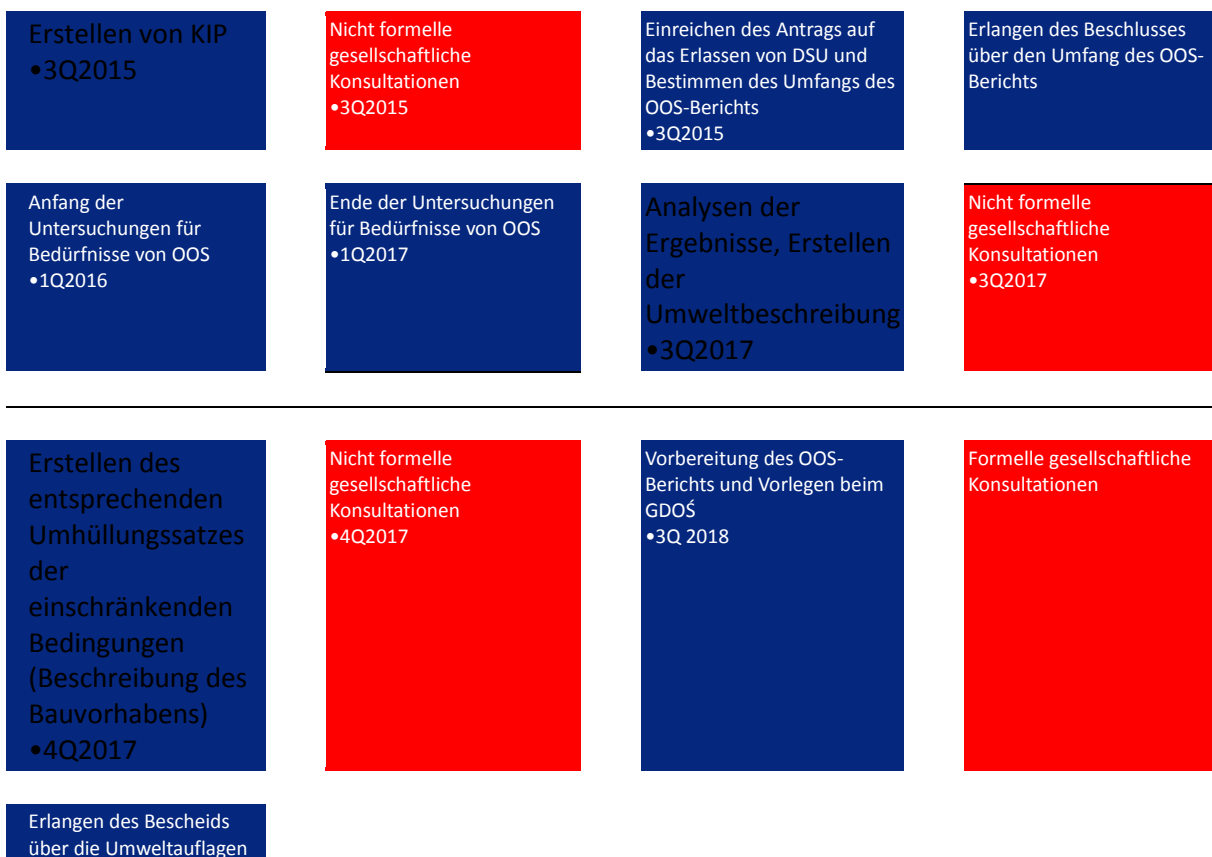 Erstellen von KIP
•3Q2015
Nicht formelle
gesellschaftliche
Konsultationen
•3Q2015
Einreichen des Antrags auf
das Erlassen von DSU und
Bestimmen des Umfangs des
OOS-Berichts
•3Q2015
Erlangen des Beschlusses
über den Umfang des OOS-
Berichts
Anfang der
Untersuchungen für
Bedürfnisse von OOS
•1Q2016
Ende der Untersuchungen
für Bedürfnisse von OOS
•1Q2017
Analysen der
Ergebnisse, Erstellen
der
Umweltbeschreibung
•3Q2017
Nicht formelle
gesellschaftliche
Konsultationen
•3Q2017
Erstellen des
entsprechenden
Umhüllungssatzes
der
einschränkenden
Bedingungen
(Beschreibung des
Bauvorhabens)
•4Q2017
Nicht formelle
gesellschaftliche
Konsultationen
•4Q2017
Vorbereitung des OOS-
Berichts und Vorlegen beim
GDOŚ
•3Q 2018
Formelle gesellschaftliche
Konsultationen
Erlangen des Bescheids
über die Umweltauflagen